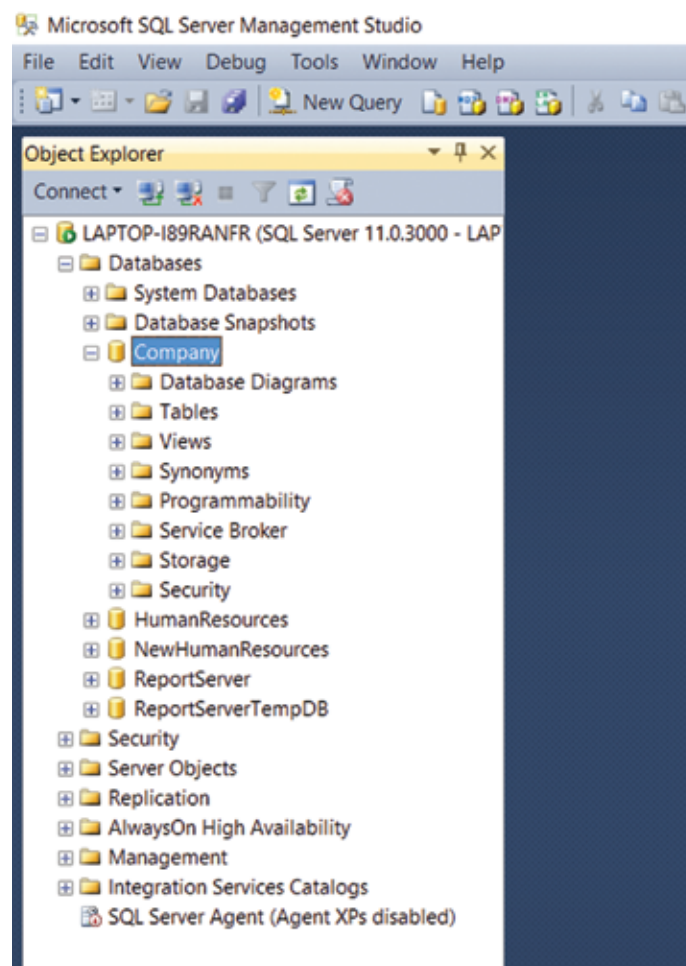 Microsoft SQL Server Management Studio
File Edit View Debug Tools Window Help
New Query
Object Explorer
Connect
LAPTOP-I89RANFR (SQL Server 11.0.3000 - LAP
Databases
System Databases
Database Snapshots
Company
Database Diagrams
Tables
Views
Synonyms
Programmability
Service Broker
Storage
Security
HumanResources
NewHumanResources
ReportServer
ReportServerTempDB
Security
Server Objects
Replication
AlwaysOn High Availability
Management
Integration Services Catalogs
SQL Server Agent (Agent XPs disabled)